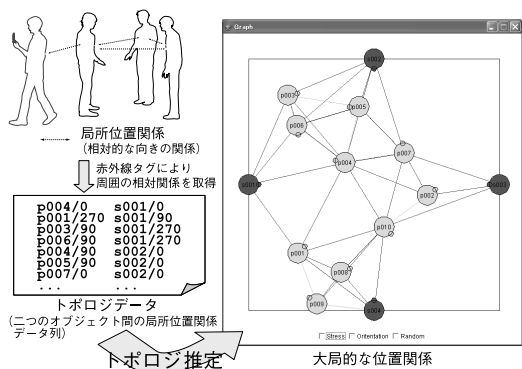 局所位置関係
(相対的な向きの関係)
赤外線タグにより
周囲の相対関係を取得
p004/0 s001/0
p001/270 s001/90
p003/90 s001/270
p006/90 s001/270
p004/90 s002/0
p005/90 s002/0
p007/0 s002/0
... ...
トポロジデータ
(二つのオブジェクト間の局所位置関係
データ列)
トポロジ推定
Graph
s002
p003
p005
p006
p007
p004
s001
s003
p002
p010
p001
p008
p009
s004
Stress Orientation Random
大局的な位置関係